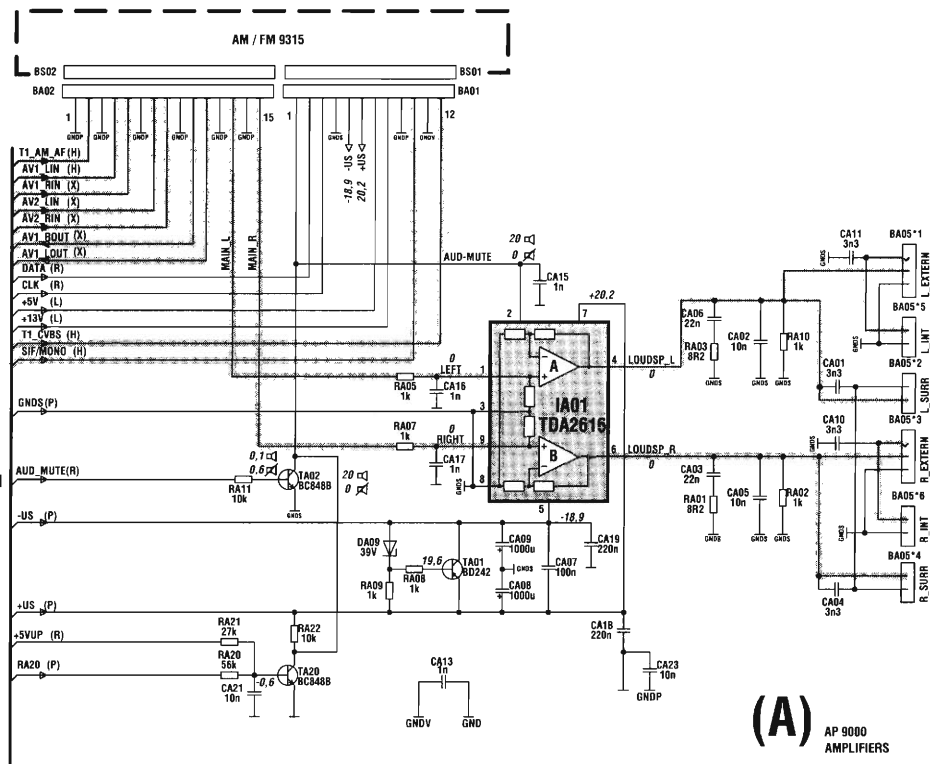 AM / FM 9315
BS02
BS01
BA02
BA01
1
15
1
12
GNDP GNDP GNDP GNDP GNDS GNDS GNDS
-US +US
-18,9 20,2
T1_AM_AF(H)
AV1_LIN (H)
AV1_RIN (X)
AV2_LIN (X)
AV2_RIN (X)
AV1_ROUT (X)
AV1_LOUT (X)
DATA (R)
CLK (R)
+5V (L)
+13V (L)
T1_CVBS (H)
SIF/MONO (H)
GNDS(P)
AUD_MUTE(R)
-US (P)
+US (P)
+5VUP (R)
RA20 (P)
MAIN_L
MAIN_R
AUD-MUTE
20
0
CA15
1n
+20,2
2
7
0
LEFT
1
RA05
1k
CA16
1n
3
0
RIGHT
9
RA07
1k
CA17
1n
8
GNDS
A
IA01
TDA2616
B
4
LOUDSP_L
0
6
LOUDSP_R
0
5
-18,9
0,1
0,6
RA11
10k
TA02
BC848B
20
0
GNDS
DA09
39V
RA09
1k
19,6
RA08
1k
TA01
BD242
CA09
1000u
GNDS
CA08
1000u
CA07
100n
CA19
220n
CA18
220n
CA23
10n
GNDP
RA21
27k
RA20
56k
CA21
10n
-0,6
RA22
10k
TA20
BC848B
CA13
1n
GNDV
GND
CA06
22n
RA03
8R2
GNDS
CA02
10n
GNDS
RA10
1k
GNDS
CA03
22n
RA01
8R2
GNDS
CA05
10n
GNDS
RA02
1k
GNDS
CA11
3n3
GNDS
BA05*1
L_EXTERN
BA05*5
GNDS
L_INT
BA05*2
CA01
3n3
L_SURR
BA05*3
CA10
3n3
GNDS
R_EXTERN
BA05*6
GNDS
R_INT
BA05*4
CA04
3n3
R_SURR
(A)
AP 9000
AMPLIFIERS